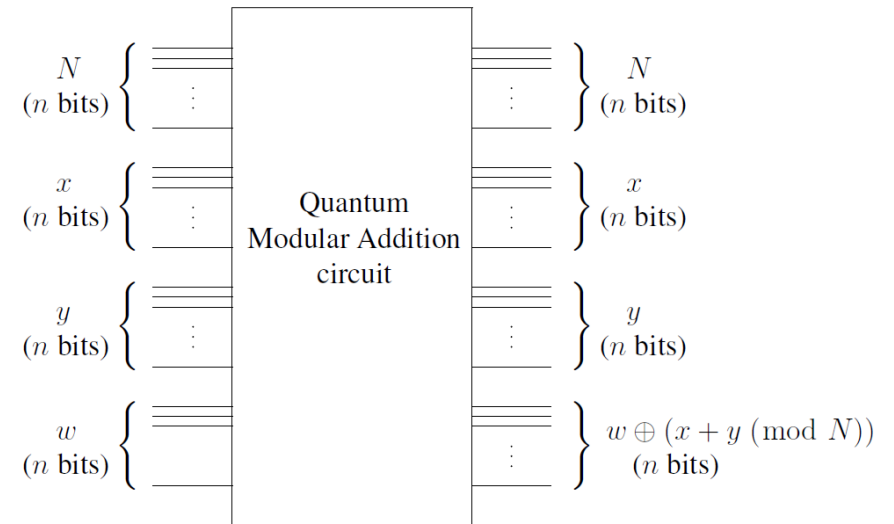 N
(n bits)
x
(n bits)
y
(n bits)
w
(n bits)
Quantum
Modular Addition
circuit
N
(n bits)
x
(n bits)
y
(n bits)
w ⊕ (x + y (mod N))
(n bits)